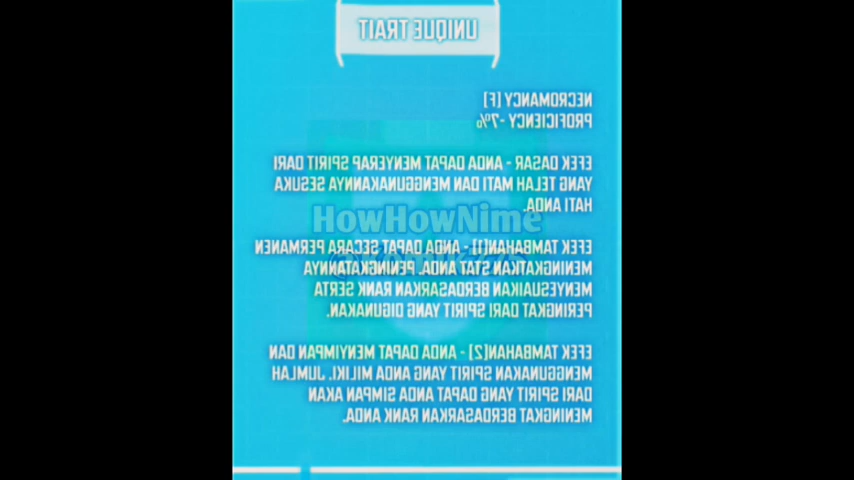 UNIQUE TRAIT
NECROMANCY [F]
PROFICIENCY -7%
EFEK DASAR - ANDA DAPAT MENYERAP SPIRIT DARI
YANG TELAH MATI DAN MENGGUNAKANNYA SESUKA
HATI ANDA.
HowHowNime
EFEK TAMBAHAN[1] - ANDA DAPAT SECARA PERMANEN
MENINGKATKAN STAT ANDA. PENINGKATANNYA
MENYESUAIKAN BERDASARKAN RANK SERTA
PERINGKAT DARI SPIRIT YANG DIGUNAKAN.
EFEK TAMBAHAN[2] - ANDA DAPAT MENYIMPAN DAN
MENGGUNAKAN SPIRIT YANG ANDA MILIKI. JUMLAH
DARI SPIRIT YANG DAPAT ANDA SIMPAN AKAN
MENINGKAT BERDASARKAN RANK ANDA.